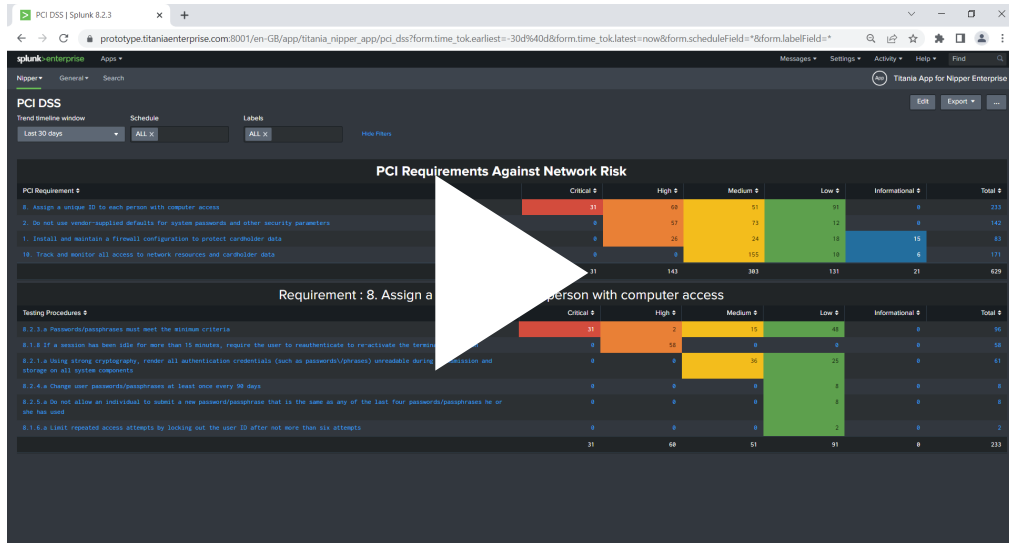 PCI DSS | Splunk 8.2.3
prototype.titaniaenterprise.com:8001/en-GB/app/titania_nipper_app/pci_dss?form.time_tok.earliest=-30d%40d&form.time_tok.latest=now&form.scheduleField=*&form.labelField=*
splunk>enterprise Apps Messages Settings Activity Help Find
Nipper General Search App Titania App for Nipper Enterprise
PCI DSS Edit Export ...
Trend timeline window Schedule Labels
Last 30 days ALL × ALL × Hide Filters
PCI Requirements Against Network Risk
PCI Requirement Critical High Medium Low Informational Total
8. Assign a unique ID to each person with computer access 31 60 51 91 0 233
2. Do not use vendor-supplied defaults for system passwords and other security parameters 0 57 73 12 0 142
1. Install and maintain a firewall configuration to protect cardholder data 0 26 24 18 15 83
10. Track and monitor all access to network resources and cardholder data 0 0 155 10 6 171
31 143 303 131 21 629
Requirement : 8. Assign a person with computer access
Testing Procedures Critical High Medium Low Informational Total
8.2.3.a Passwords/passphrases must meet the minimum criteria 31 2 15 48 0 96
8.1.8 If a session has been idle for more than 15 minutes, require the user to reauthenticate to re-activate the 0 58 0 0 0 58
8.2.1.a Using strong cryptography, render all authentication credentials (such as passwords\/phrases) unreadable during and 0 0 36 25 0 61
storage on all system components
8.2.4.a Change user passwords/passphrases at least once every 90 days 0 0 0 8 0 8
8.2.5.a Do not allow an individual to submit a new password/passphrase that is the same as any of the last four passwords/passphrases he or 0 0 0 8 0 8
she has used
8.1.6.a Limit repeated access attempts by locking out the user ID after not more than six attempts 0 0 0 2 0 2
31 60 51 91 0 233